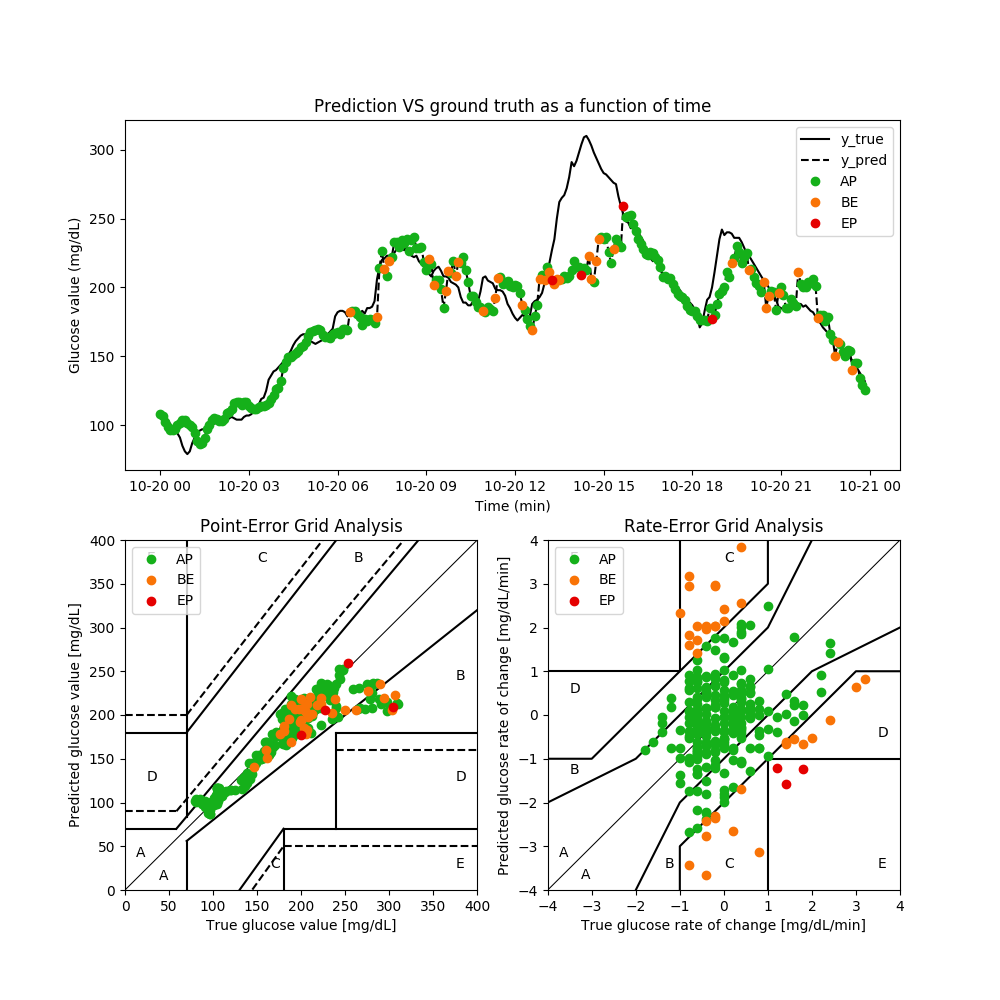 Prediction VS ground truth as a function of time
Glucose value (mg/dL)
300
250
200
150
100
y_true
y_pred
AP
BE
EP
10-20 00 10-20 03 10-20 06 10-20 09 10-20 12 10-20 15 10-20 18 10-20 21 10-21 00
Time (min)
Point-Error Grid Analysis
Predicted glucose value [mg/dL]
400
350
300
250
200
150
100
50
0
AP
BE
EP
C
B
B
D
D
A
A
C
E
0 50 100 150 200 250 300 350 400
True glucose value [mg/dL]
Rate-Error Grid Analysis
Predicted glucose rate of change [mg/dL/min]
4
3
2
1
0
−1
−2
−3
−4
AP
BE
EP
C
D
D
B
A
A
B
C
E
−4 −3 −2 −1 0 1 2 3 4
True glucose rate of change [mg/dL/min]